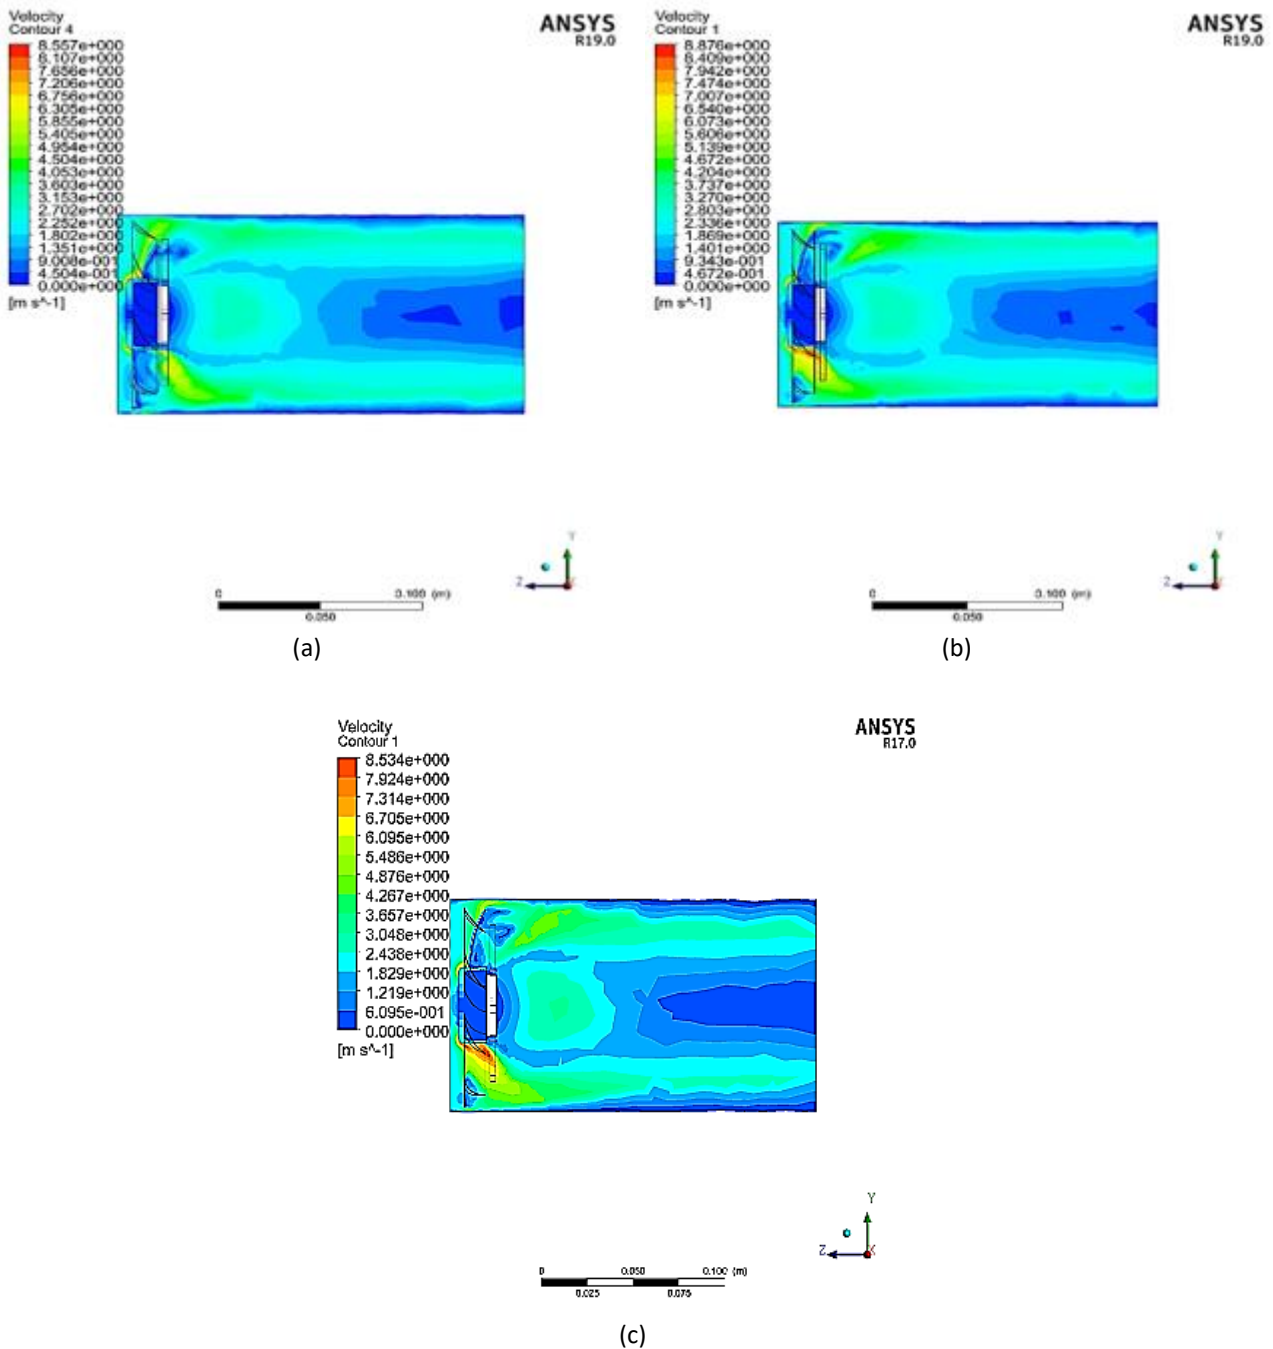 Velocity
Contour 4
8.557e+000
8.107e+000
7.656e+000
7.206e+000
6.756e+000
6.305e+000
5.855e+000
5.405e+000
4.954e+000
4.504e+000
4.053e+000
3.603e+000
3.153e+000
2.702e+000
2.252e+000
1.802e+000
1.351e+000
9.008e-001
4.504e-001
0.000e+000
[m s^-1]
ANSYS
R19.0
Y
Z
0 0.100 (m)
0.050
(a)
Velocity
Contour 1
8.876e+000
8.409e+000
7.942e+000
7.474e+000
7.007e+000
6.540e+000
6.073e+000
5.606e+000
5.139e+000
4.672e+000
4.204e+000
3.737e+000
3.270e+000
2.803e+000
2.336e+000
1.869e+000
1.401e+000
9.343e-001
4.672e-001
0.000e+000
[m s^-1]
ANSYS
R19.0
Y
Z
0 0.100 (m)
0.050
(b)
Velocity
Contour 1
8.534e+000
7.924e+000
7.314e+000
6.705e+000
6.095e+000
5.486e+000
4.876e+000
4.267e+000
3.657e+000
3.048e+000
2.438e+000
1.829e+000
1.219e+000
6.095e-001
0.000e+000
[m s^-1]
ANSYS
R17.0
Y
Z X
0 0.050 0.100 (m)
0.025 0.075
(c)